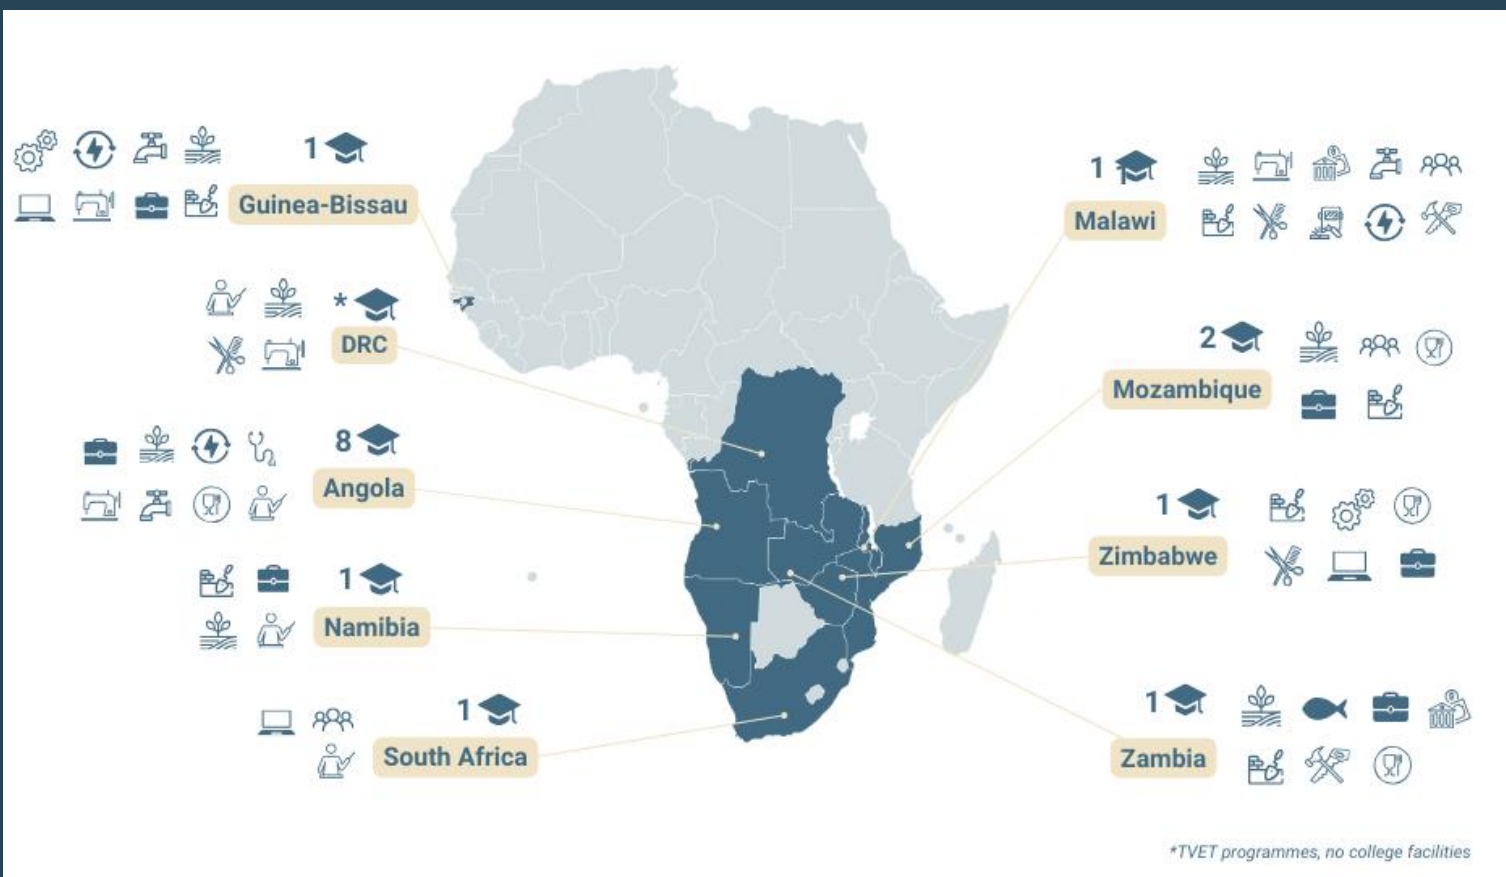 1
Guinea-Bissau
*
DRC
8
Angola
1
Namibia
1
South Africa
1
Malawi
2
Mozambique
1
Zimbabwe
1
Zambia
*TVET programmes, no college facilities